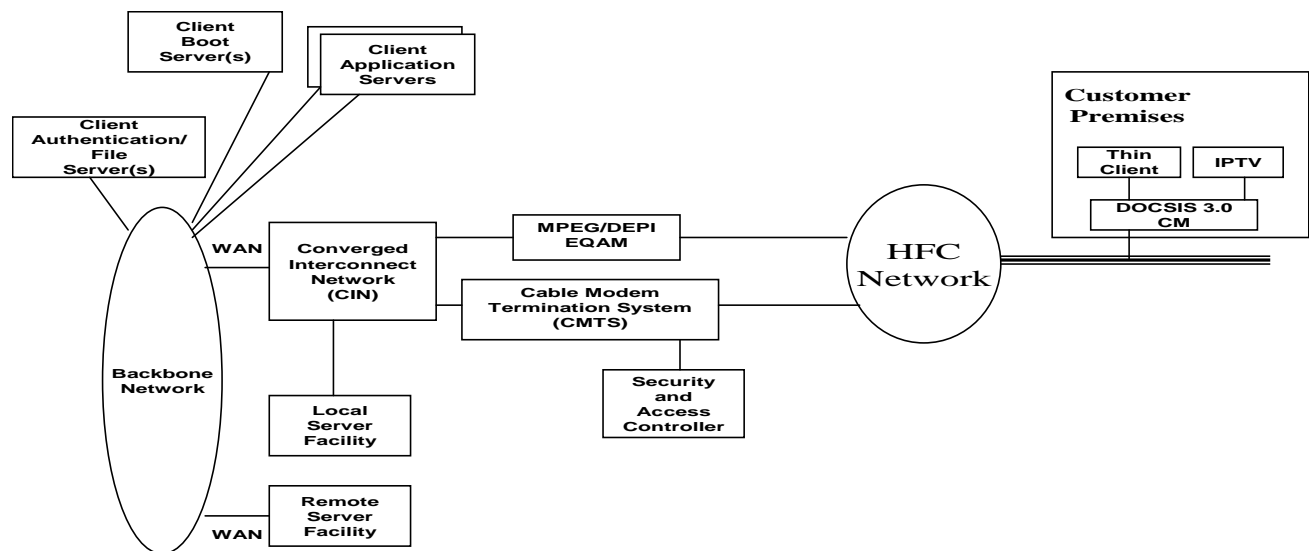 Client
Boot
Server(s)
Client
Application
Servers
Client
Authentication/
File
Server(s)
Customer
Premises
Thin
Client
IPTV
DOCSIS 3.0
CM
WAN
Converged
Interconnect
Network
(CIN)
MPEG/DEPI
EQAM
Cable Modem
Termination System
(CMTS)
HFC
Network
Backbone
Network
Local
Server
Facility
Security
and
Access
Controller
WAN
Remote
Server
Facility